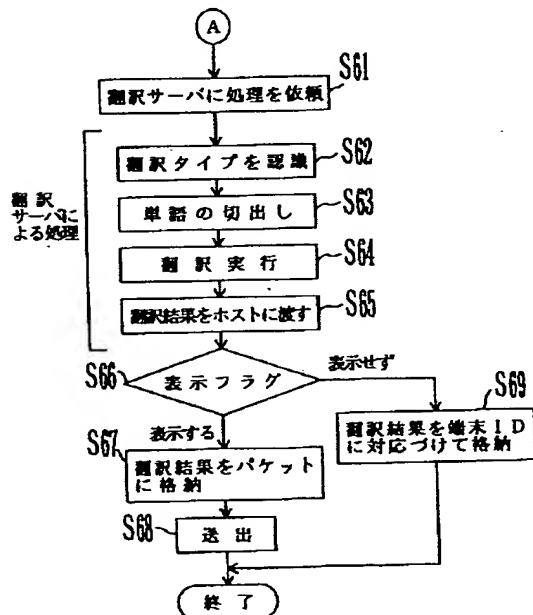 A
S61
翻訳サーバに処理を依頼
翻訳
サーバに
よる処理
翻訳タイプを認識
S62
単語の切出し
S63
翻訳実行
S64
翻訳結果をホストに渡す
S65
S66
表示フラグ
表示せず
表示する
S67
翻訳結果をパケット
に格納
S69
翻訳結果を端末ID
に対応づけて格納
S68
送出
終了